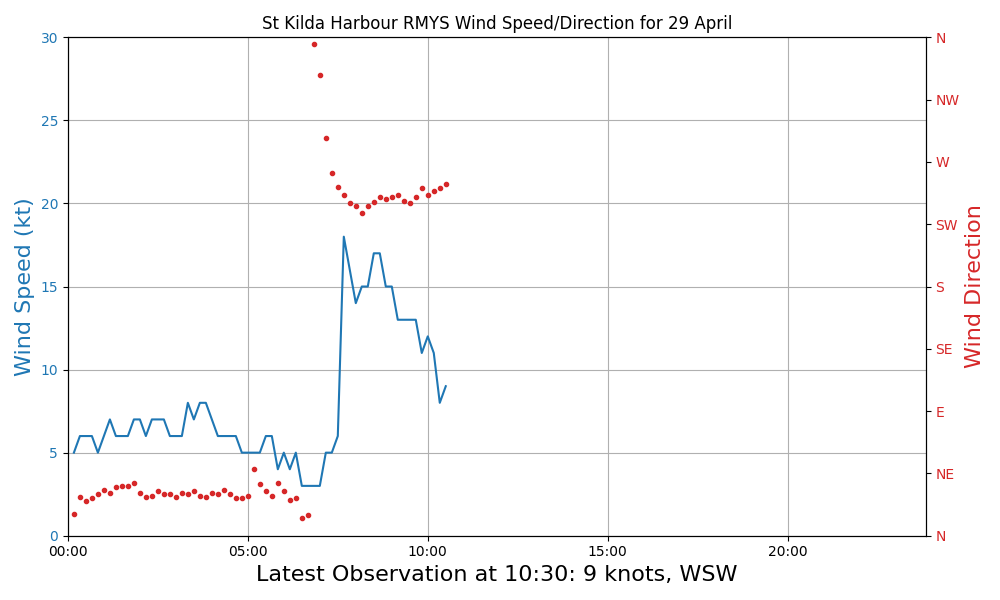 St Kilda Harbour RMYS Wind Speed/Direction for 29 April
30
25
20
15
10
5
0
Wind Speed (kt)
N
NW
W
SW
S
SE
E
NE
N
Wind Direction
00:00 05:00 10:00 15:00 20:00
Latest Observation at 10:30: 9 knots, WSW